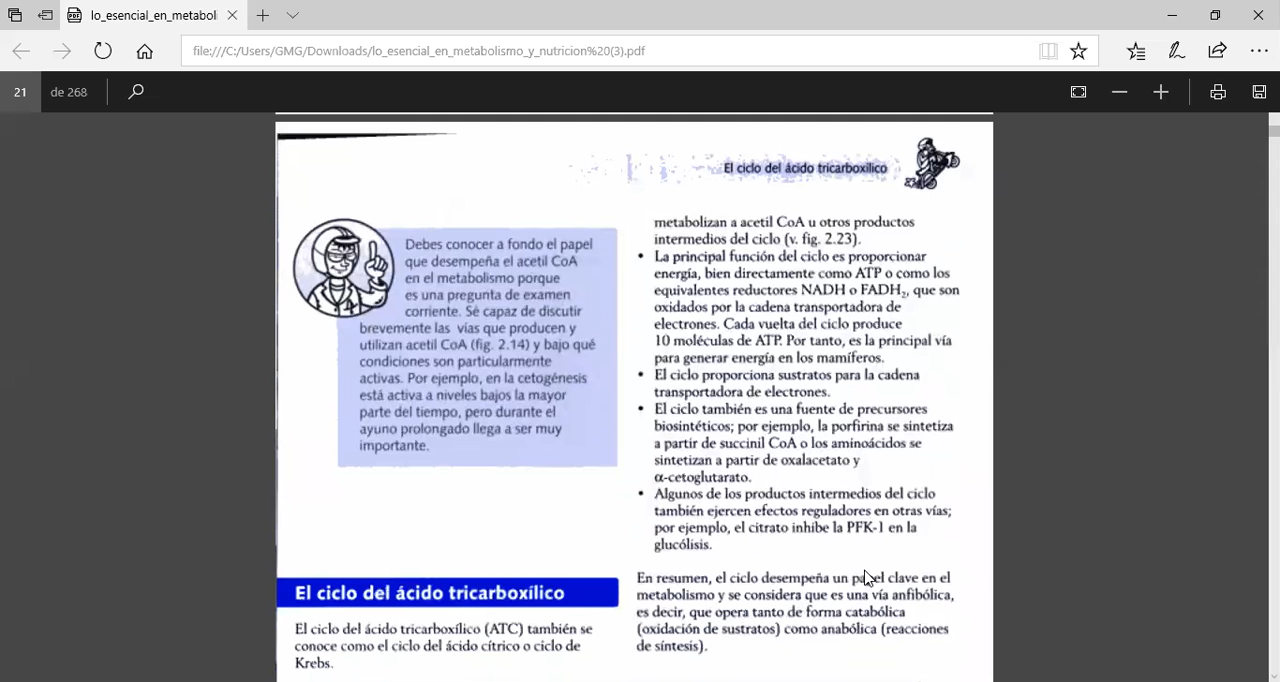 lo_esencial_en_metaboli
file:///C:/Users/GMG/Downloads/lo_esencial_en_metabolismo_y_nutricion%20(3).pdf
21 de 268
El ciclo del ácido tricarboxílico
Debes conocer a fondo el papel
que desempeña el acetil CoA
en el metabolismo porque
es una pregunta de examen
corriente. Sé capaz de discutir
brevemente las vías que producen y
utilizan acetil CoA (fig. 2.14) y bajo qué
condiciones son particularmente
activas. Por ejemplo, en la cetogénesis
está activa a niveles bajos la mayor
parte del tiempo, pero durante el
ayuno prolongado llega a ser muy
importante.
El ciclo del ácido tricarboxílico
El ciclo del ácido tricarboxílico (ATC) también se
conoce como el ciclo del ácido cítrico o ciclo de
Krebs.
metabolizan a acetil CoA u otros productos
intermedios del ciclo (v. fig. 2.23).
• La principal función del ciclo es proporcionar
energía, bien directamente como ATP o como los
equivalentes reductores NADH o FADH₂, que son
oxidados por la cadena transportadora de
electrones. Cada vuelta del ciclo produce
10 moléculas de ATP. Por tanto, es la principal vía
para generar energía en los mamíferos.
• El ciclo proporciona sustratos para la cadena
transportadora de electrones.
• El ciclo también es una fuente de precursores
biosintéticos; por ejemplo, la porfirina se sintetiza
a partir de succinil CoA o los aminoácidos se
sintetizan a partir de oxalacetato y
α-cetoglutarato.
• Algunos de los productos intermedios del ciclo
también ejercen efectos reguladores en otras vías;
por ejemplo, el citrato inhibe la PFK-1 en la
glucólisis.
En resumen, el ciclo desempeña un papel clave en el
metabolismo y se considera que es una vía anfibólica,
es decir, que opera tanto de forma catabólica
(oxidación de sustratos) como anabólica (reacciones
de síntesis).